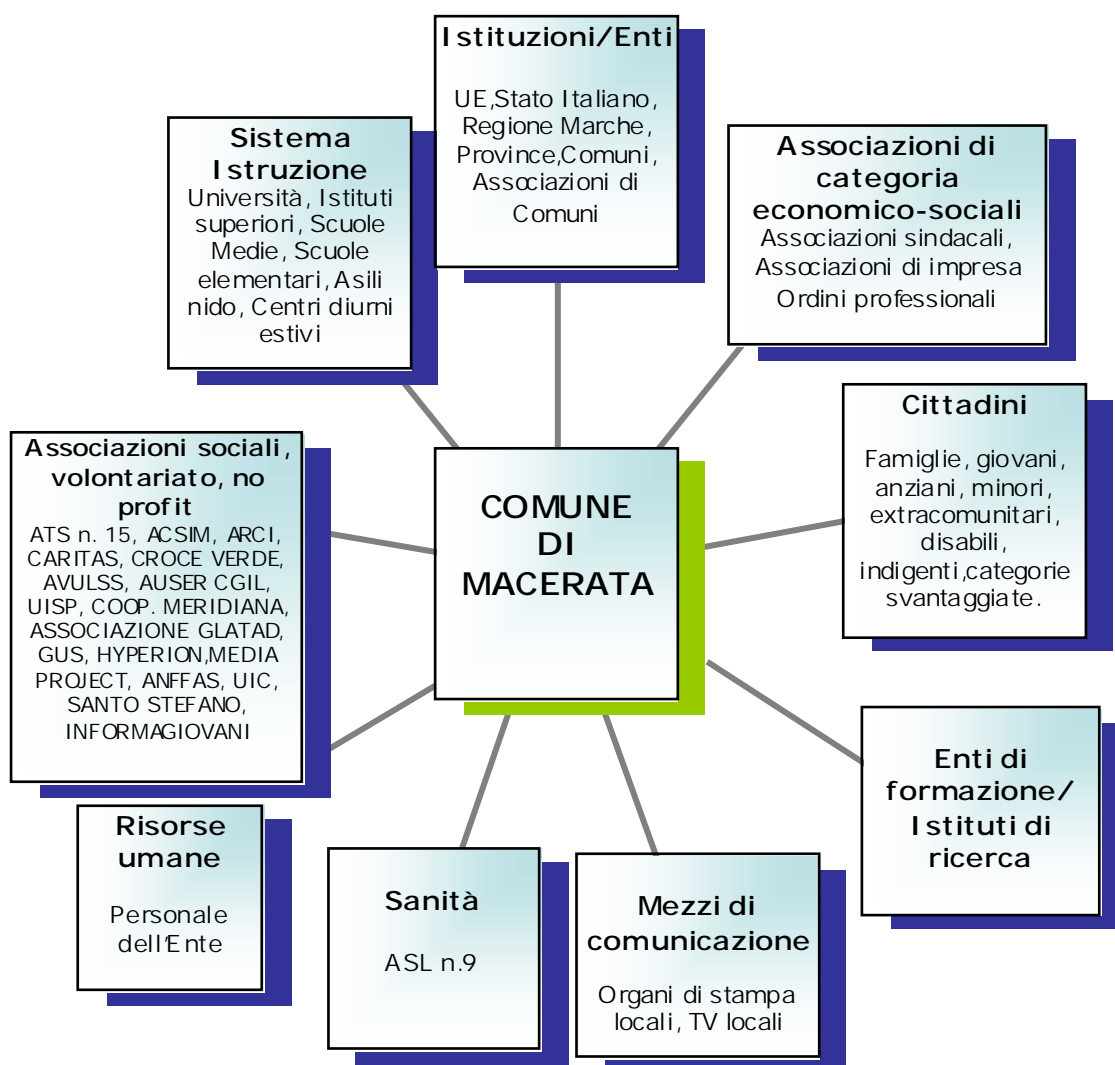 Istituzioni/Enti
UE,Stato Italiano,
Regione Marche,
Province,Comuni,
Associazioni di
Comuni
Sistema
Istruzione
Università, Istituti
superiori, Scuole
Medie, Scuole
elementari, Asili
nido, Centri diurni
estivi
Associazioni di
categoria
economico-sociali
Associazioni sindacali,
Associazioni di impresa
Ordini professionali
Cittadini
Famiglie, giovani,
anziani, minori,
extracomunitari,
disabili,
indigenti,categorie
svantaggiate.
Associazioni sociali,
volontariato, no
profit
ATS n. 15, ACSIM, ARCI,
CARITAS, CROCE VERDE,
AVULSS, AUSER CGIL,
UISP, COOP. MERIDIANA,
ASSOCIAZIONE GLATAD,
GUS, HYPERION,MEDIA
PROJECT, ANFFAS, UIC,
SANTO STEFANO,
INFORMAGIOVANI
COMUNE
DI
MACERATA
Enti di
formazione/
Istituti di
ricerca
Risorse
umane
Personale
dell'Ente
Sanità
ASL n.9
Mezzi di
comunicazione
Organi di stampa
locali, TV locali